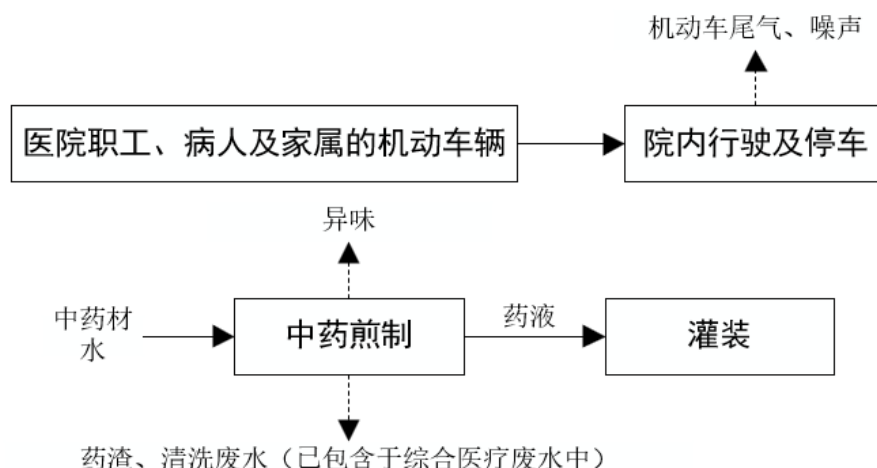 机动车尾气、噪声
医院职工、病人及家属的机动车辆
院内行驶及停车
异味
中药材
水
中药煎制
药液
灌装
药渣、清洗废水（已包含于综合医疗废水中）